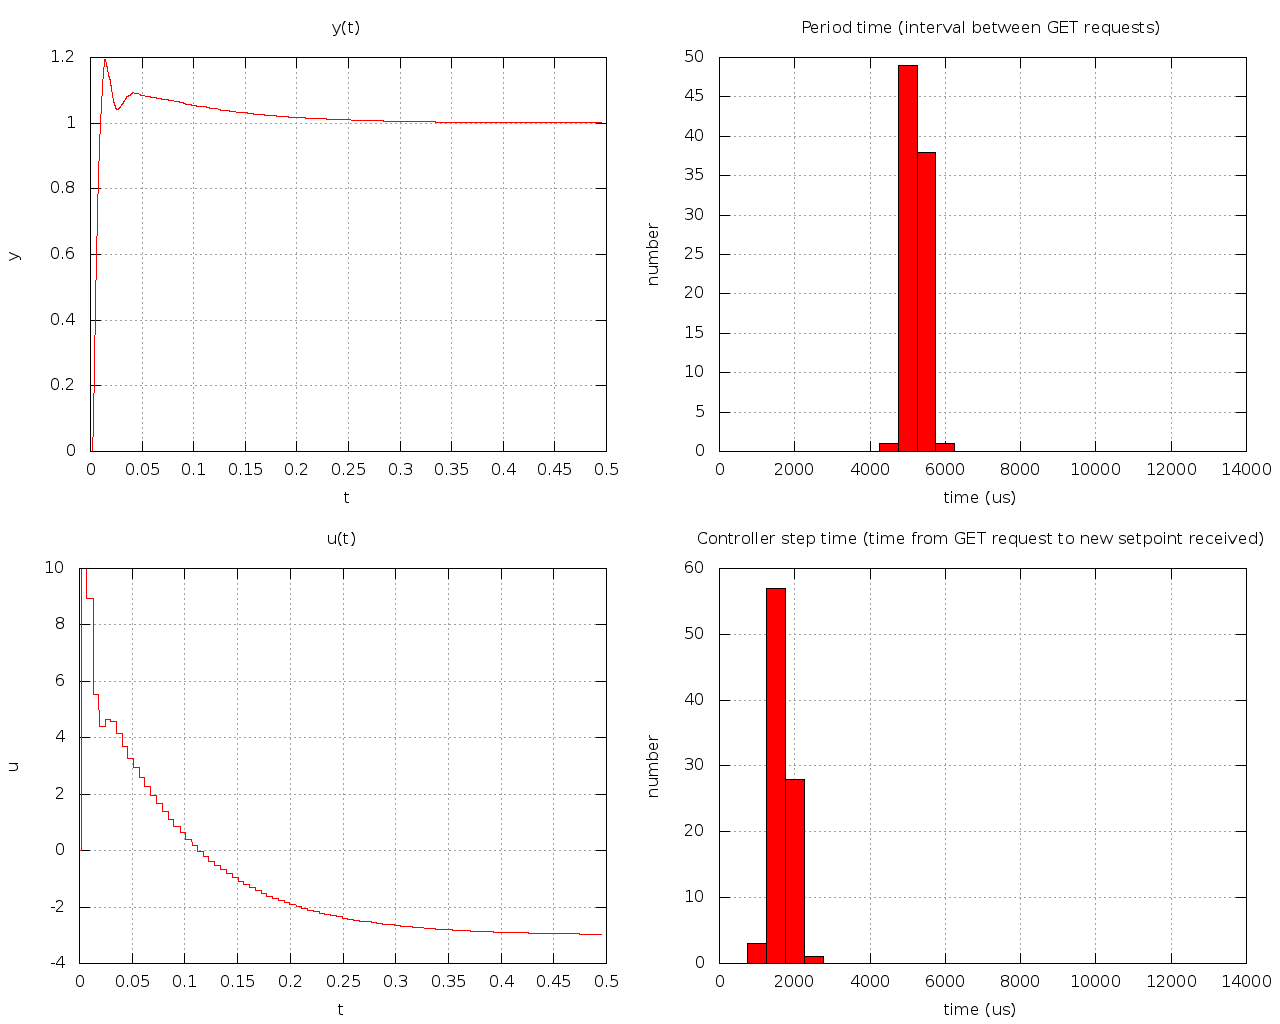 y(t)
1.2
1
0.8
0.6
0.4
0.2
0
y
0 0.05 0.1 0.15 0.2 0.25 0.3 0.35 0.4 0.45 0.5
t
Period time (interval between GET requests)
50
45
40
35
30
25
20
15
10
5
0
number
0 2000 4000 6000 8000 10000 12000 14000
time (us)
u(t)
10
8
6
4
2
0
-2
-4
u
0 0.05 0.1 0.15 0.2 0.25 0.3 0.35 0.4 0.45 0.5
t
Controller step time (time from GET request to new setpoint received)
60
50
40
30
20
10
0
number
0 2000 4000 6000 8000 10000 12000 14000
time (us)